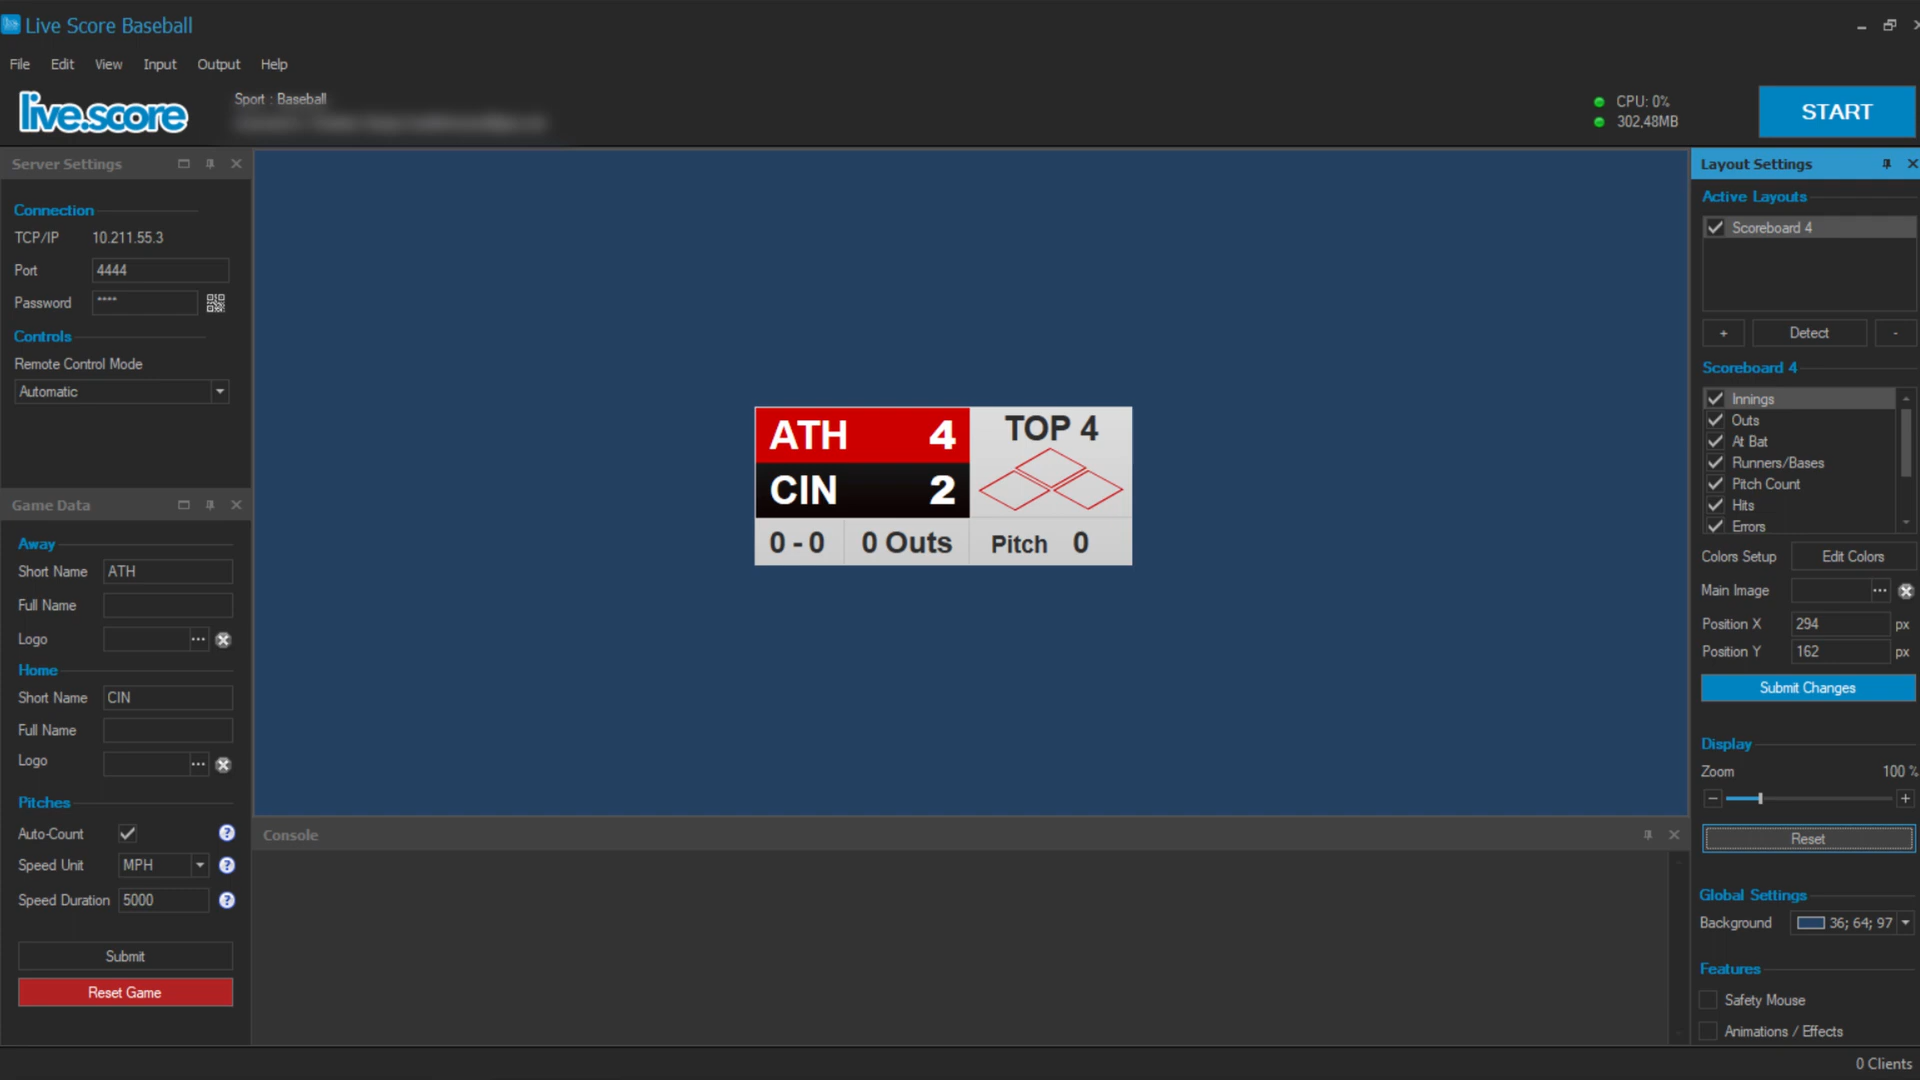 Live Score Baseball
File Edit View Input Output Help
live.score
Sport : Baseball
CPU: 0%
302,48MB
START
Server Settings
Connection
TCP/IP 10.211.55.3
Port 4444
Password ****
Controls
Remote Control Mode
Automatic
Game Data
Away
Short Name ATH
Full Name
Logo ...
Home
Short Name CIN
Full Name
Logo ...
Pitches
Auto-Count ?
Speed Unit MPH ?
Speed Duration 5000 ?
Submit
Reset Game
ATH 4 TOP 4
CIN 2
0 - 0 0 Outs Pitch 0
Console
Layout Settings
Active Layouts
Scoreboard 4
+ Detect -
Scoreboard 4
Innings
Outs
At Bat
Runners/Bases
Pitch Count
Hits
Errors
Colors Setup Edit Colors
Main Image ...
Position X 294 px
Position Y 162 px
Submit Changes
Display
Zoom 100 %
Reset
Global Settings
Background 36; 64; 97
Features
Safety Mouse
Animations / Effects
0 Clients